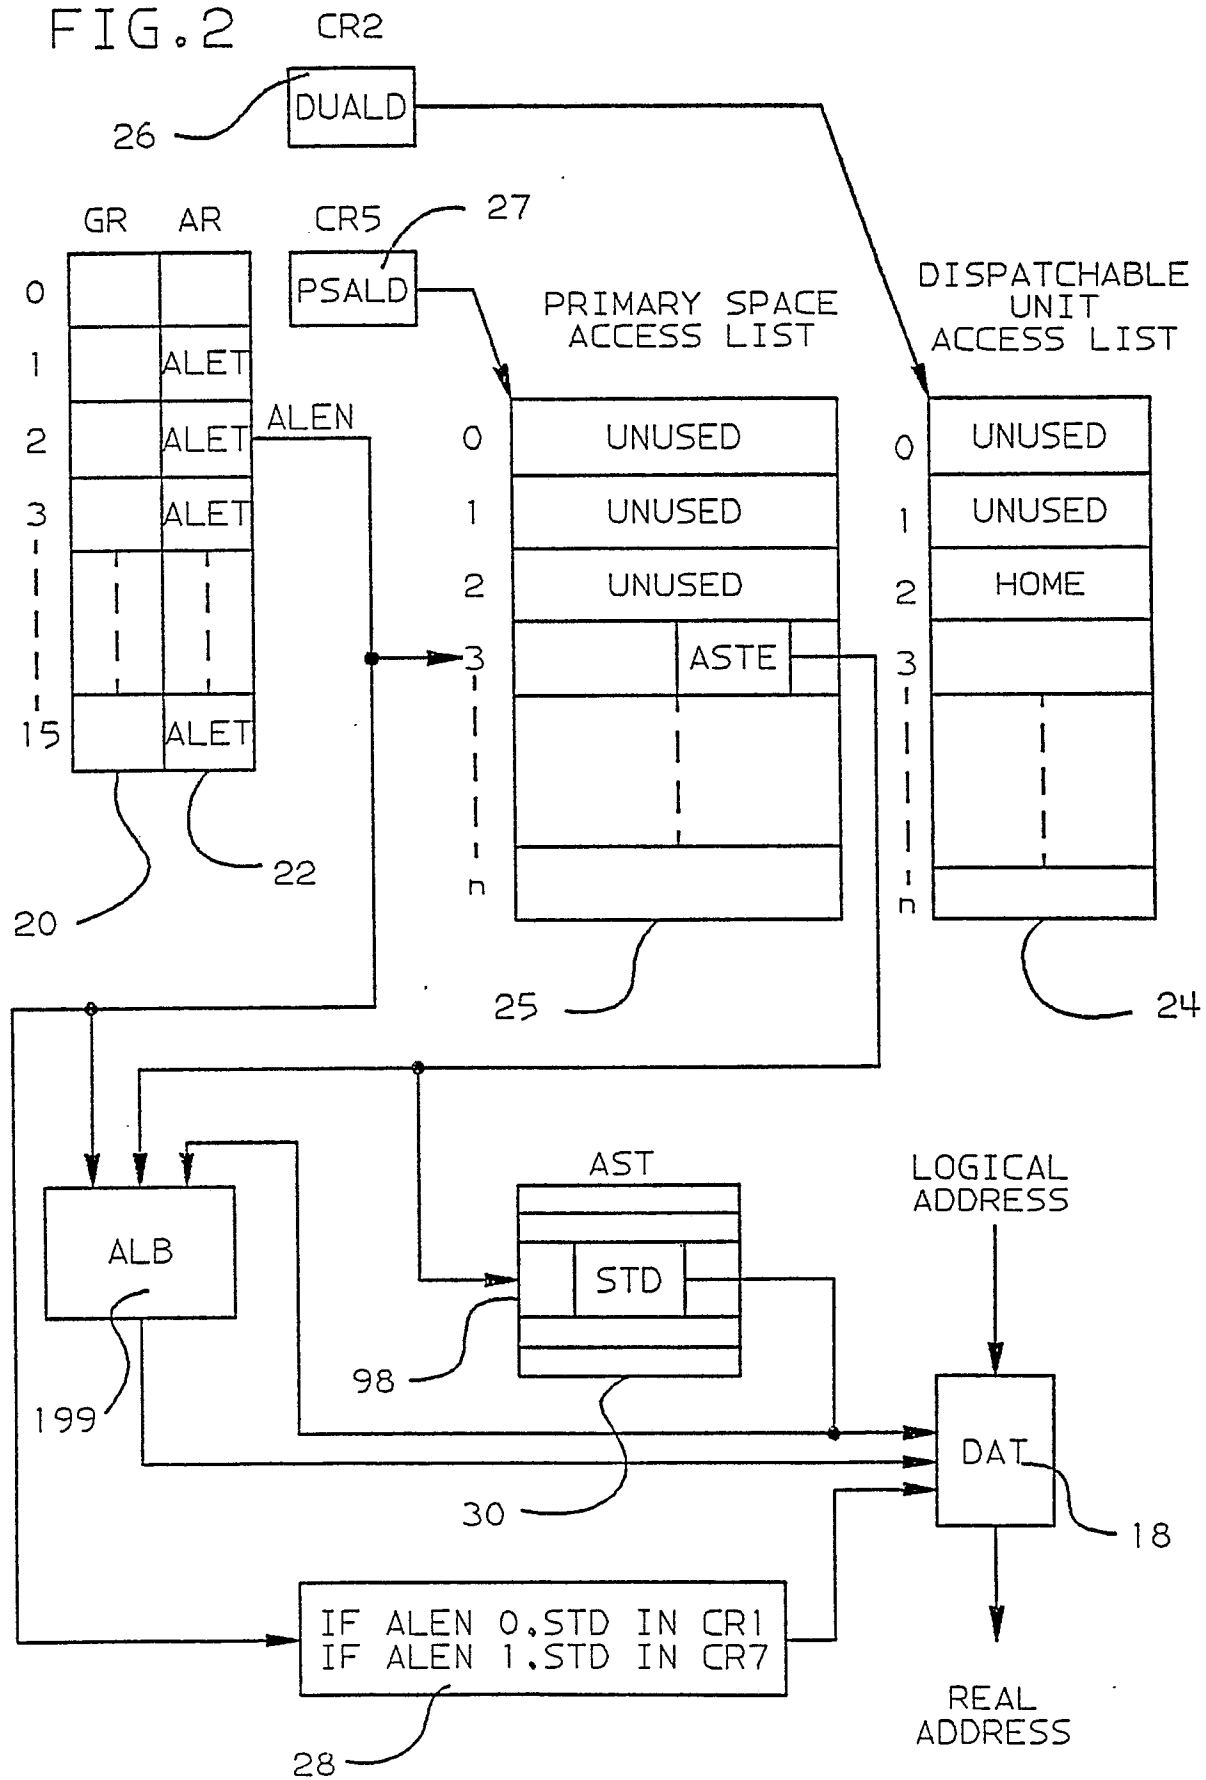 FIG.2
CR2
DUALD
26
GR
AR
CR5
27
PSALD
PRIMARY SPACE
ACCESS LIST
DISPATCHABLE
UNIT
ACCESS LIST
0
1
ALET
2
ALET
ALEN
3
ALET
15
ALET
20
22
0
UNUSED
1
UNUSED
2
UNUSED
3
ASTE
n
25
0
UNUSED
1
UNUSED
2
HOME
3
n
24
ALB
199
AST
STD
98
30
LOGICAL
ADDRESS
DAT
18
IF ALEN 0.STD IN CR1
IF ALEN 1.STD IN CR7
28
REAL
ADDRESS